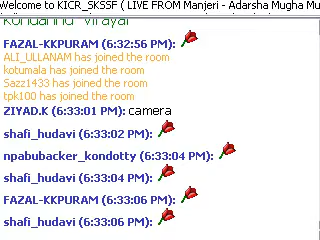 Welcome to KICR_SKSSF ( LIVE FROM Manjeri - Adarsha Mugha Mu
FAZAL-KKPURAM (6:32:56 PM):
ALI_ULLANAM has joined the room
kotumala has joined the room
Sazz1433 has joined the room
tpk100 has joined the room
ZIYAD.K (6:33:01 PM): camera
shafi_hudavi (6:33:02 PM):
npabubacker_kondotty (6:33:04 PM):
shafi_hudavi (6:33:04 PM):
FAZAL-KKPURAM (6:33:06 PM):
shafi_hudavi (6:33:06 PM):